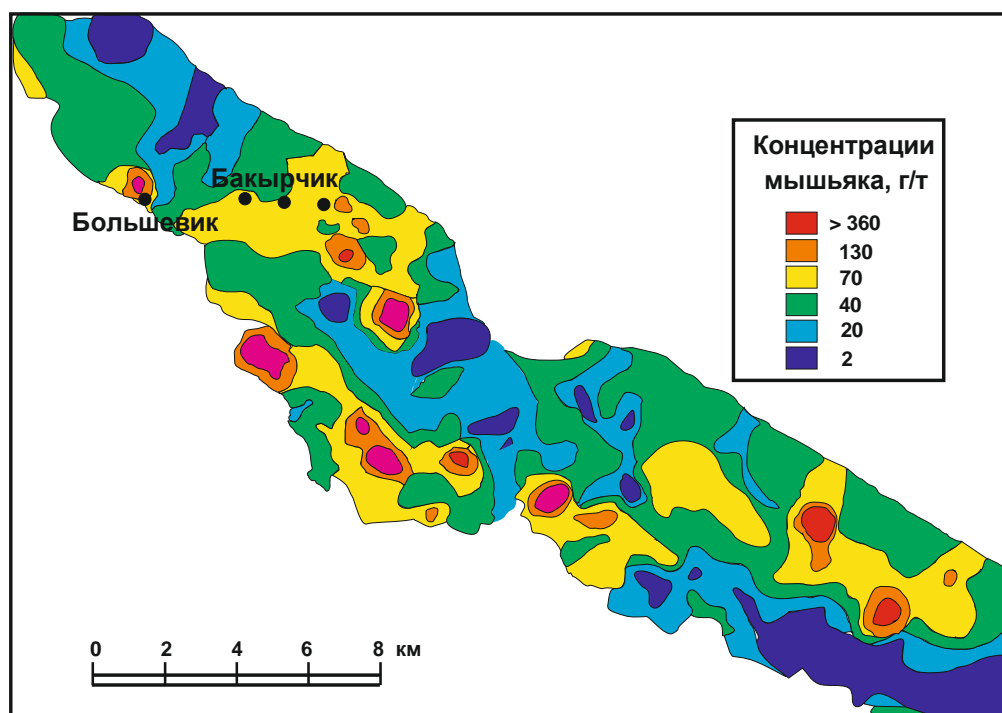 Концентрации
мышьяка, г/т
> 360
130
70
40
20
2
Бакырчик
Большевик
0 2 4 6 8 км